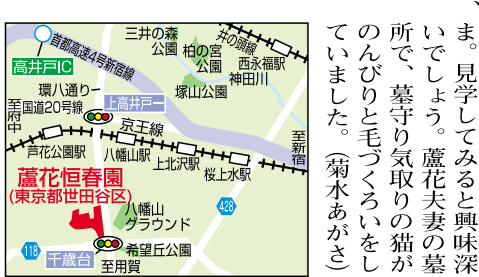 ま。見学してみると興味深
いでしょう。蘆花夫妻の墓
所で、墓守り気取りの猫が
のんびりと毛づくろいをし
ていました。（菊水あがさ）
首都高速4号新宿線
高井戸IC
三井の森
公園
柏の宮
公園
井の頭線
西永福駅
神田川
塚山公園
環八通り
国道20号線
上高井戸一
至府中
京王線
至新宿
芦花公園駅
八幡山駅
上北沢駅
桜上水駅
蘆花恒春園
(東京都世田谷区)
八幡山
グラウンド
428
118
千歳台
希望丘公園
至用賀